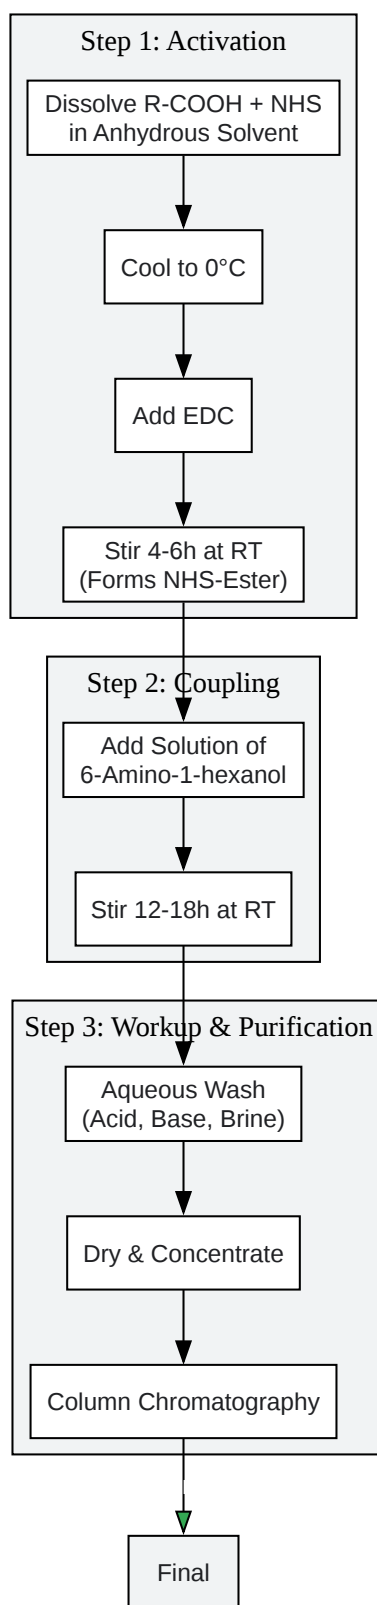 Step 1: Activation
Dissolve R-COOH + NHS
in Anhydrous Solvent
Cool to 0°C
Add EDC
Stir 4-6h at RT
(Forms NHS-Ester)
Step 2: Coupling
Add Solution of
6-Amino-1-hexanol
Stir 12-18h at RT
Step 3: Workup & Purification
Aqueous Wash
(Acid, Base, Brine)
Dry & Concentrate
Column Chromatography
Final